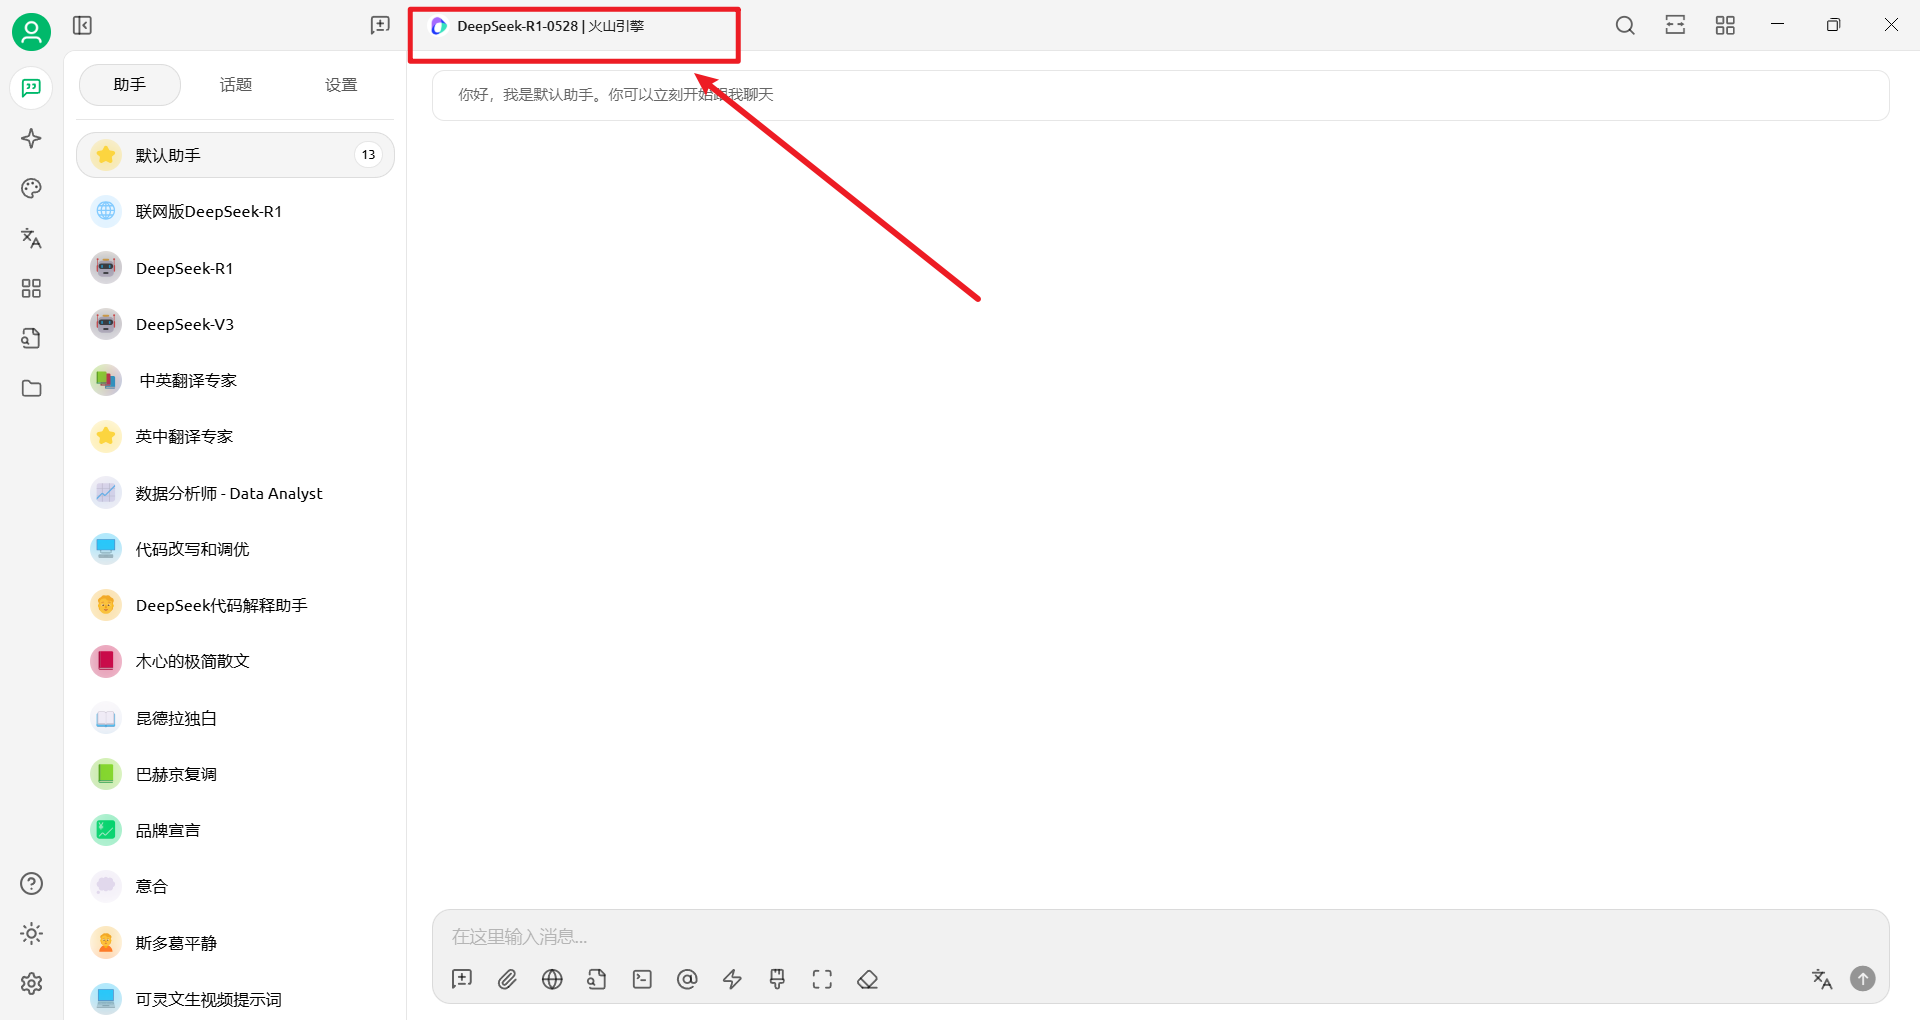 DeepSeek-R1-0528 | 火山引擎
助手
话题
设置
你好，我是默认助手。你可以立刻开始跟我聊天
默认助手
13
联网版DeepSeek-R1
DeepSeek-R1
DeepSeek-V3
中英翻译专家
英中翻译专家
数据分析师 - Data Analyst
代码改写和调优
DeepSeek代码解释助手
木心的极简散文
昆德拉独白
巴赫京复调
品牌宣言
意合
斯多葛平静
可灵文生视频提示词
在这里输入消息...